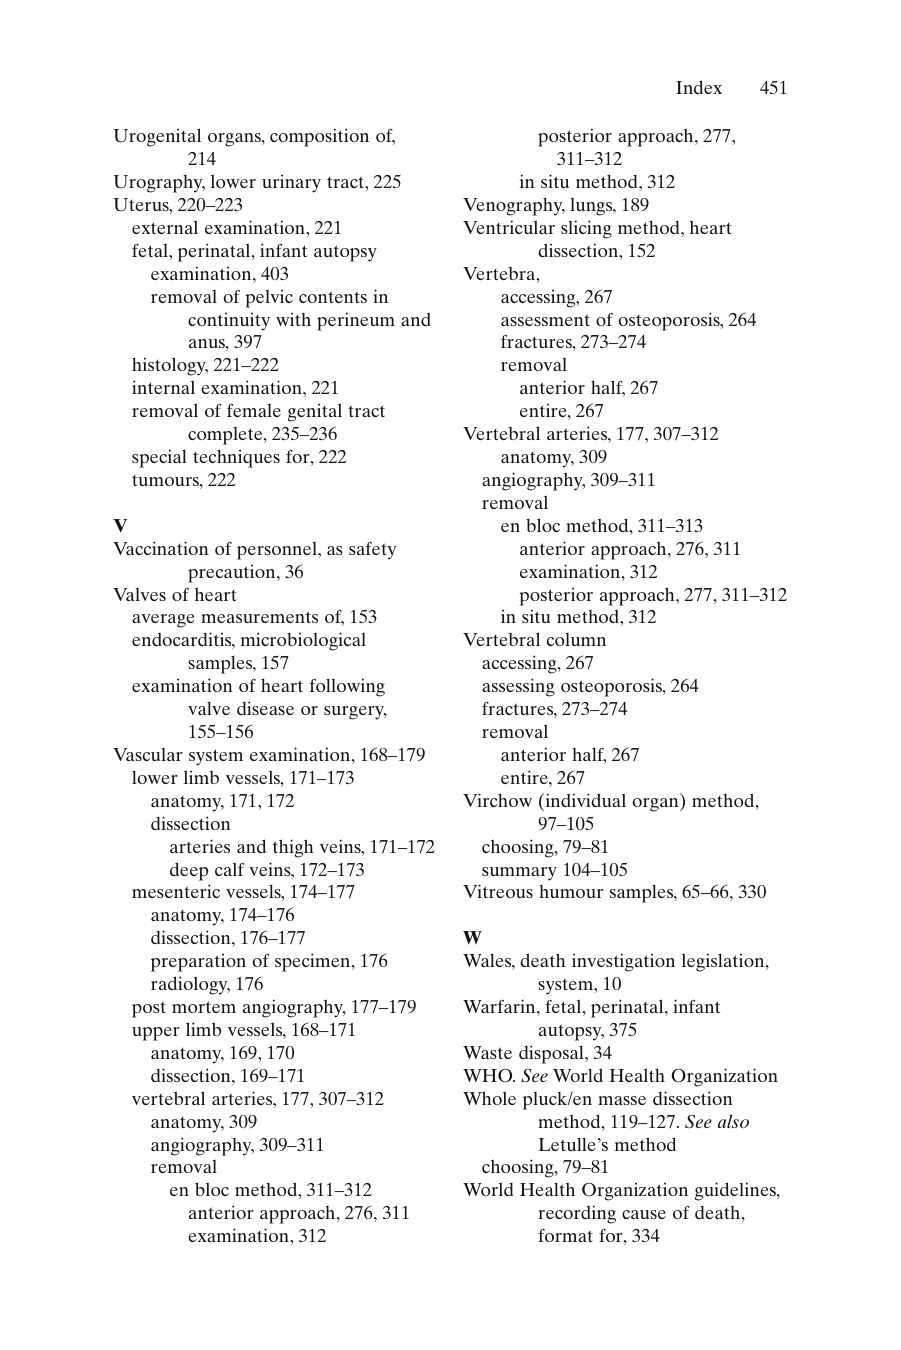 Index 451
Urogenital organs, composition of,
214
Urography, lower urinary tract, 225
Uterus, 220–223
external examination, 221
fetal, perinatal, infant autopsy
examination, 403
removal of pelvic contents in
continuity with perineum and
anus, 397
histology, 221–222
internal examination, 221
removal of female genital tract
complete, 235–236
special techniques for, 222
tumours, 222
V
Vaccination of personnel, as safety
precaution, 36
Valves of heart
average measurements of, 153
endocarditis, microbiological
samples, 157
examination of heart following
valve disease or surgery,
155–156
Vascular system examination, 168–179
lower limb vessels, 171–173
anatomy, 171, 172
dissection
arteries and thigh veins, 171–172
deep calf veins, 172–173
mesenteric vessels, 174–177
anatomy, 174–176
dissection, 176–177
preparation of specimen, 176
radiology, 176
post mortem angiography, 177–179
upper limb vessels, 168–171
anatomy, 169, 170
dissection, 169–171
vertebral arteries, 177, 307–312
anatomy, 309
angiography, 309–311
removal
en bloc method, 311–312
anterior approach, 276, 311
examination, 312
posterior approach, 277,
311–312
in situ method, 312
Venography, lungs, 189
Ventricular slicing method, heart
dissection, 152
Vertebra,
accessing, 267
assessment of osteoporosis, 264
fractures, 273–274
removal
anterior half, 267
entire, 267
Vertebral arteries, 177, 307–312
anatomy, 309
angiography, 309–311
removal
en bloc method, 311–313
anterior approach, 276, 311
examination, 312
posterior approach, 277, 311–312
in situ method, 312
Vertebral column
accessing, 267
assessing osteoporosis, 264
fractures, 273–274
removal
anterior half, 267
entire, 267
Virchow (individual organ) method,
97–105
choosing, 79–81
summary 104–105
Vitreous humour samples, 65–66, 330
W
Wales, death investigation legislation,
system, 10
Warfarin, fetal, perinatal, infant
autopsy, 375
Waste disposal, 34
WHO. See World Health Organization
Whole pluck/en masse dissection
method, 119–127. See also
Letulle’s method
choosing, 79–81
World Health Organization guidelines,
recording cause of death,
format for, 334